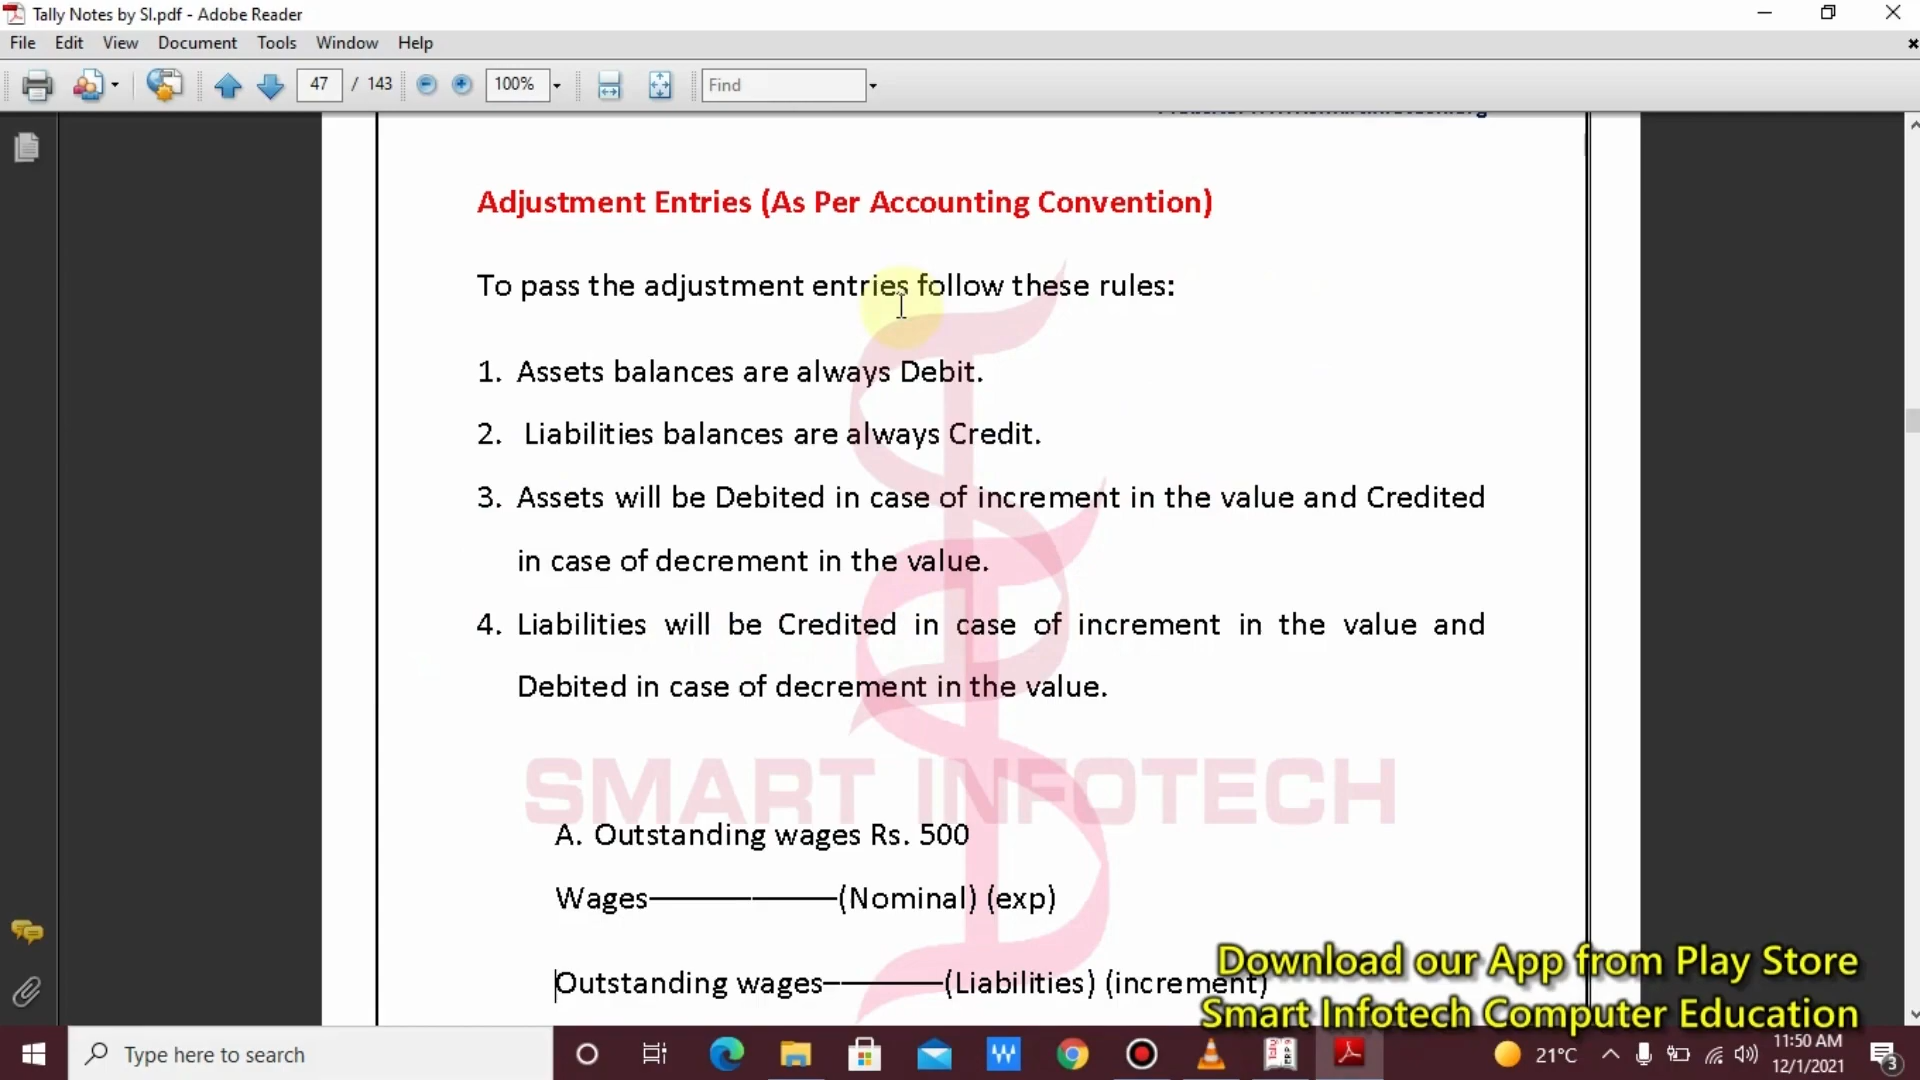 Tally Notes by SI.pdf - Adobe Reader
File Edit View Document Tools Window Help
47 / 143 100% Find
Adjustment Entries (As Per Accounting Convention)
To pass the adjustment entries follow these rules:
1. Assets balances are always Debit.
2. Liabilities balances are always Credit.
3. Assets will be Debited in case of increment in the value and Credited
in case of decrement in the value.
4. Liabilities will be Credited in case of increment in the value and
Debited in case of decrement in the value.
SMART INFOTECH
A. Outstanding wages Rs. 500
Wages——————(Nominal) (exp)
Outstanding wages————(Liabilities) (increment)
Download our App from Play Store
Smart Infotech Computer Education
Type here to search
21°C
11:50 AM
12/1/2021
3